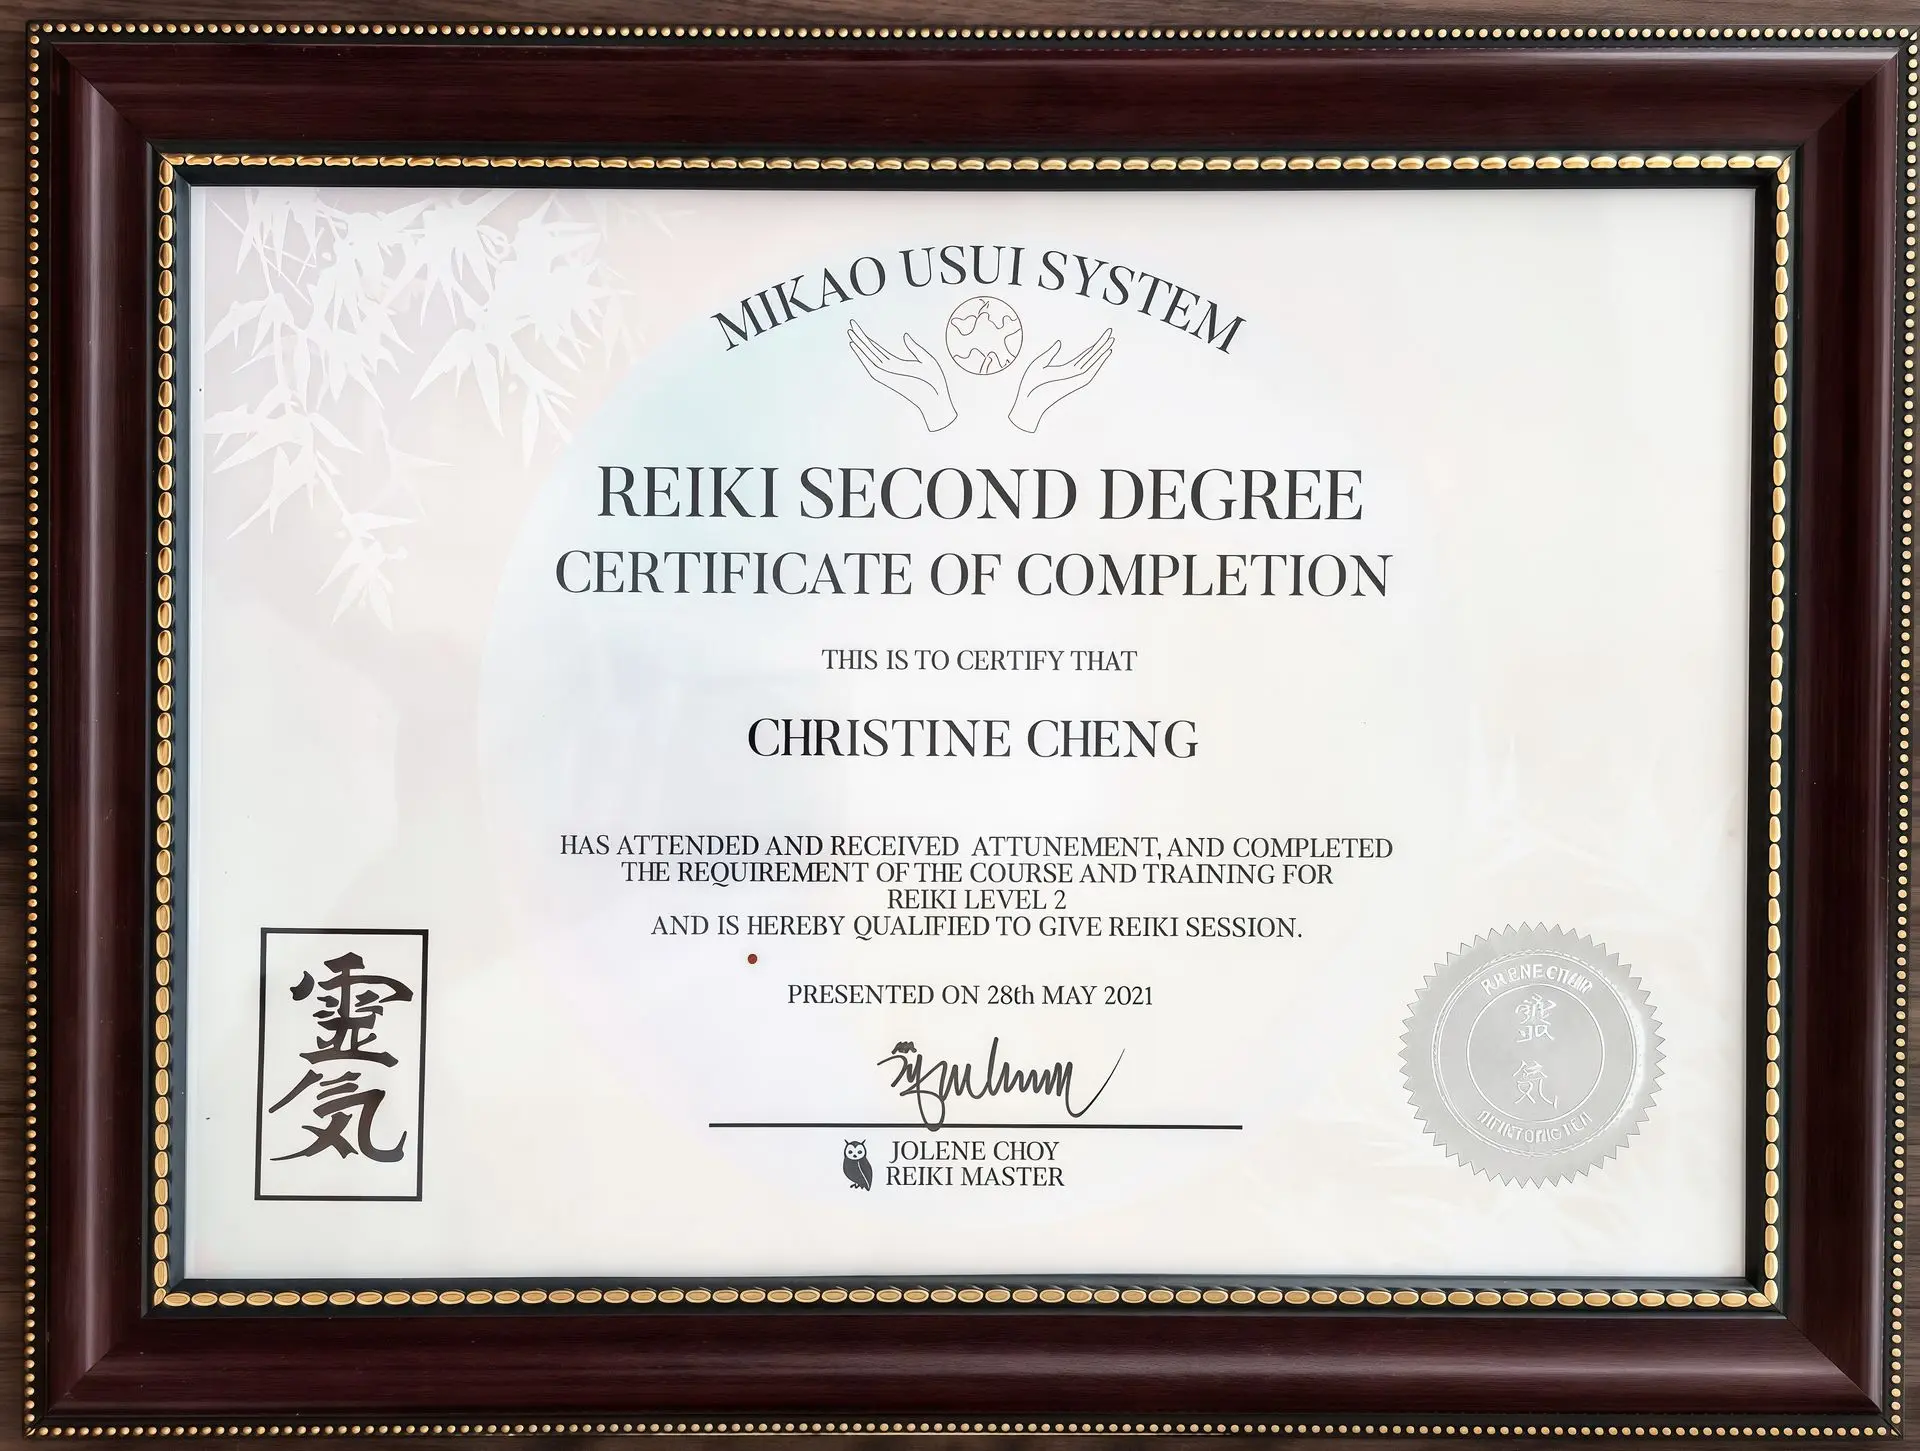 MIKAO USUI SYSTEM
REIKI SECOND DEGREE
CERTIFICATE OF COMPLETION
THIS IS TO CERTIFY THAT
CHRISTINE CHENG
HAS ATTENDED AND RECEIVED ATTUNEMENT, AND COMPLETED
THE REQUIREMENT OF THE COURSE AND TRAINING FOR
REIKI LEVEL 2
AND IS HEREBY QUALIFIED TO GIVE REIKI SESSION.
PRESENTED ON 28th MAY 2021
JOLENE CHOY
REIKI MASTER
靈
気
気